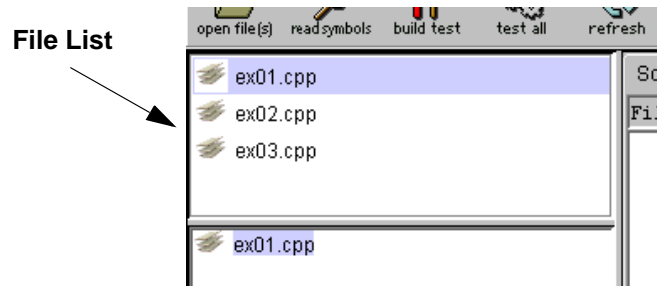 open file(s) read symbols build test test all refresh
File List
ex01.cpp
ex02.cpp
ex03.cpp
ex01.cpp